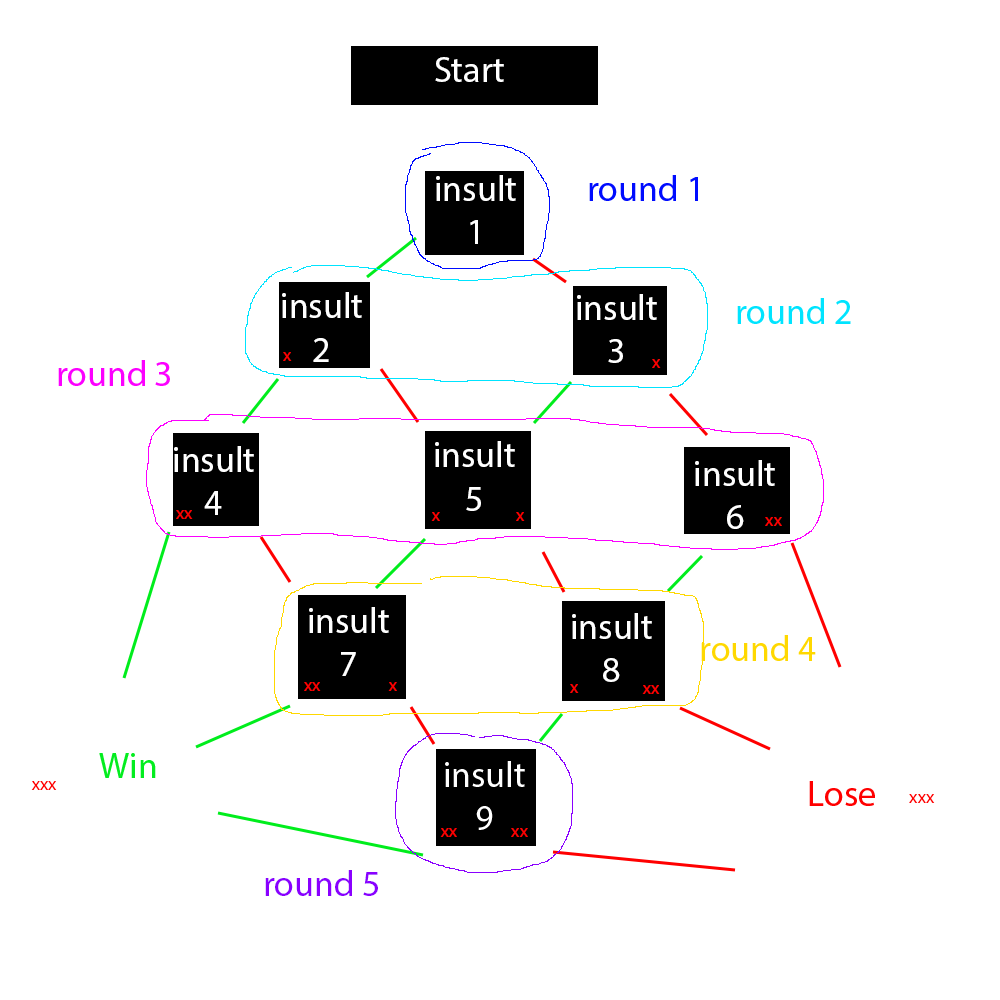 Start
insult
1
round 1
insult
x 2
insult
3 x
round 2
round 3
insult
xx 4
insult
5
x x
insult
6 xx
insult
7
xx x
insult
8
x xx
round 4
Win
xxx
Lose xxx
insult
9
xx xx
round 5